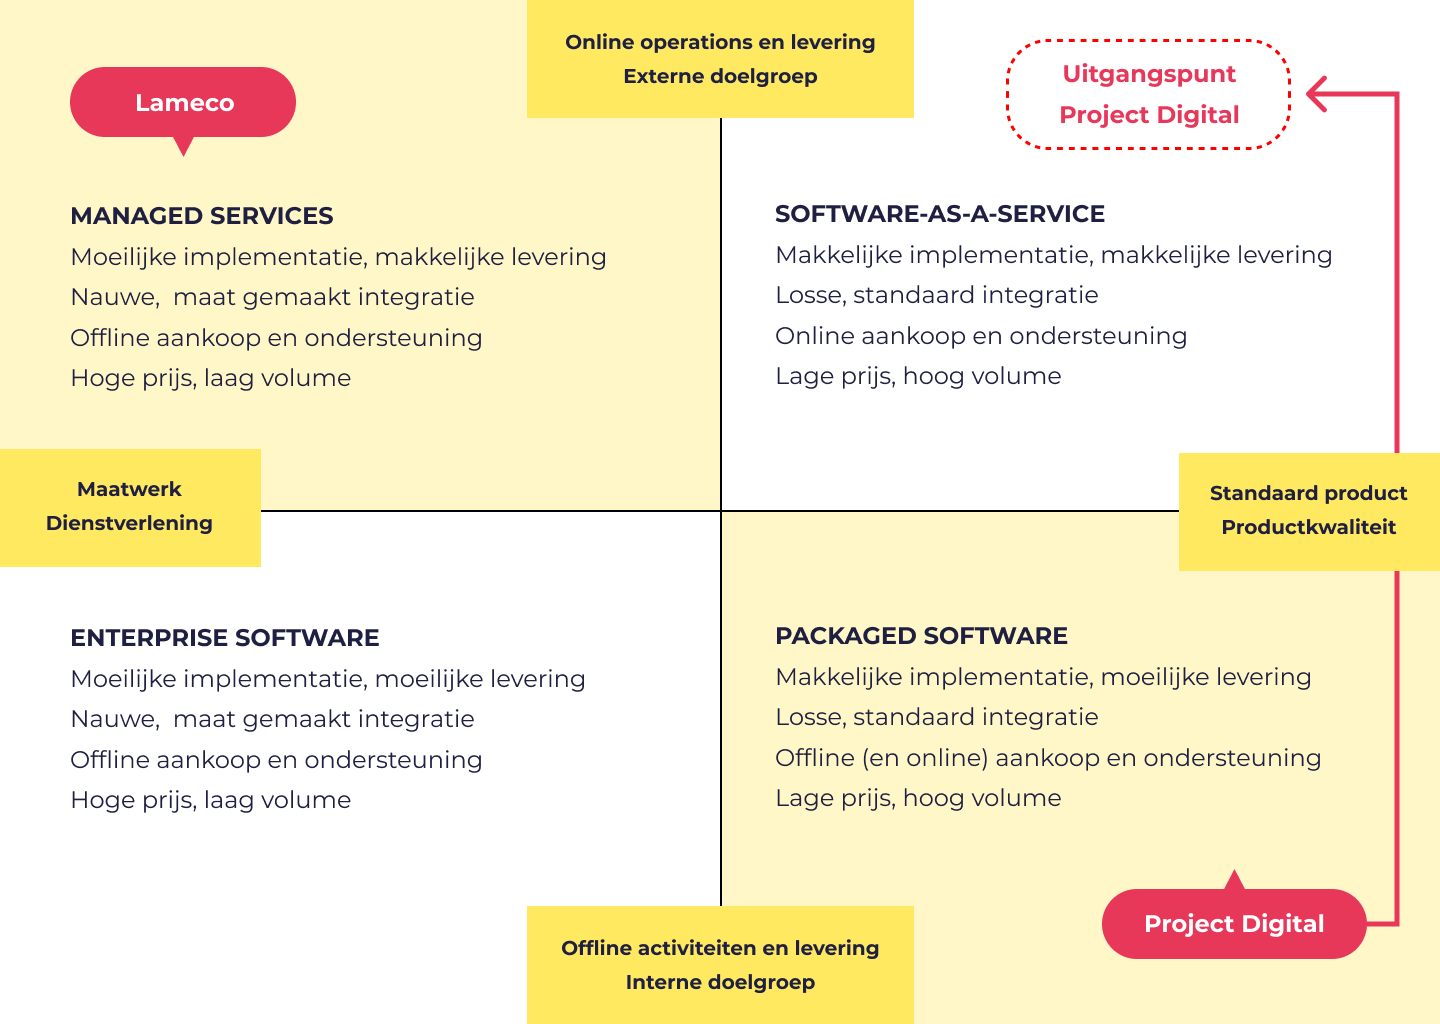 Online operations en levering
Externe doelgroep
Lameco
Uitgangspunt
Project Digital
MANAGED SERVICES
Moeilijke implementatie, makkelijke levering
Nauwe,  maat gemaakt integratie
Offline aankoop en ondersteuning
Hoge prijs, laag volume
SOFTWARE-AS-A-SERVICE
Makkelijke implementatie, makkelijke levering
Losse, standaard integratie
Online aankoop en ondersteuning
Lage prijs, hoog volume
Maatwerk
Dienstverlening
Standaard product
Productkwaliteit
ENTERPRISE SOFTWARE
Moeilijke implementatie, moeilijke levering
Nauwe,  maat gemaakt integratie
Offline aankoop en ondersteuning
Hoge prijs, laag volume
PACKAGED SOFTWARE
Makkelijke implementatie, moeilijke levering
Losse, standaard integratie
Offline (en online) aankoop en ondersteuning
Lage prijs, hoog volume
Project Digital
Offline activiteiten en levering
Interne doelgroep